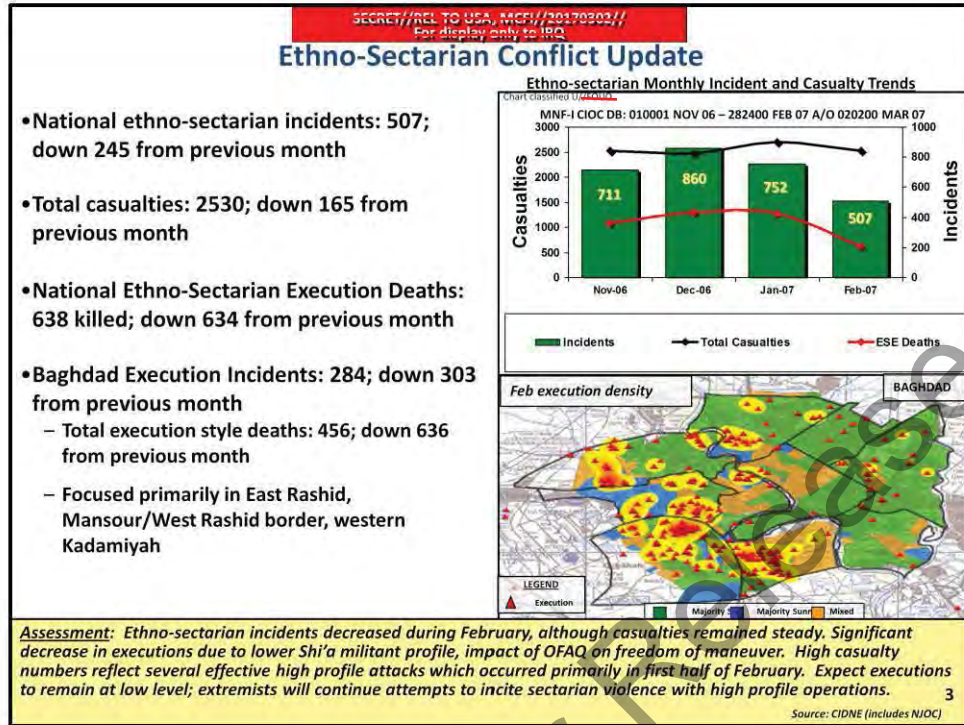 SECRET//REL TO USA, MCFI//20170302//
For display only to IRQ
Ethno-Sectarian Conflict Update
•National ethno-sectarian incidents: 507;
down 245 from previous month
•Total casualties: 2530; down 165 from
previous month
•National Ethno-Sectarian Execution Deaths:
638 killed; down 634 from previous month
•Baghdad Execution Incidents: 284; down 303
from previous month
– Total execution style deaths: 456; down 636
from previous month
– Focused primarily in East Rashid,
Mansour/West Rashid border, western
Kadamiyah
Ethno-sectarian Monthly Incident and Casualty Trends
Chart classified U//FOUO
MNF-I CIOC DB: 010001 NOV 06 – 282400 FEB 07 A/O 020200 MAR 07
Casualties
3000
2500
2000
1500
1000
500
0
711
860
752
507
1000
800
600
400
200
0
Incidents
Nov-06
Dec-06
Jan-07
Feb-07
Incidents
Total Casualties
ESE Deaths
Feb execution density
BAGHDAD
LEGEND
Execution
Majority S
Majority Sunn
Mixed
Release
Assessment: Ethno-sectarian incidents decreased during February, although casualties remained steady. Significant
decrease in executions due to lower Shi'a militant profile, impact of OFAQ on freedom of maneuver. High casualty
numbers reflect several effective high profile attacks which occurred primarily in first half of February. Expect executions
to remain at low level; extremists will continue attempts to incite sectarian violence with high profile operations.
3
Source: CIDNE (includes NJOC)